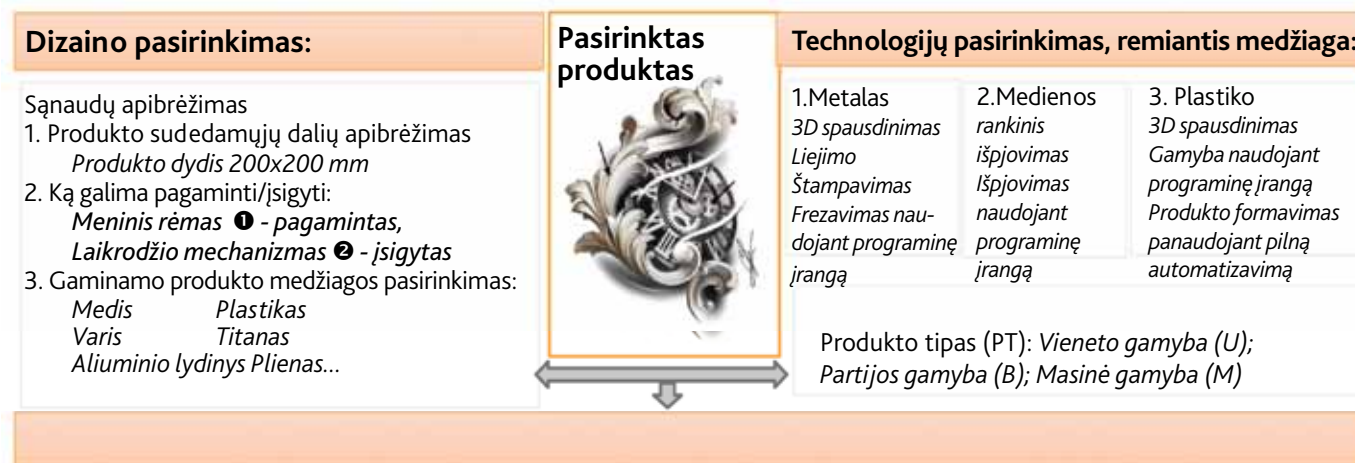 Dizaino pasirinkimas:
Sąnaudų apibrėžimas
1. Produkto sudedamųjų dalių apibrėžimas
Produkto dydis 200x200 mm
2. Ką galima pagaminti/įsigyti:
Meninis rėmas ❶ - pagamintas,
Laikrodžio mechanizmas ❷ - įsigytas
3. Gaminamo produkto medžiagos pasirinkimas:
Medis Plastikas
Varis Titanas
Aliuminio lydinys Plienas...
Pasirinktas
produktas
Technologijų pasirinkimas, remiantis medžiaga:
1.Metalas
3D spausdinimas
Liejimo
Štampavimas
Frezavimas nau-
dojant programinę
įrangą
2.Medienos
rankinis
išpjovimas
Išpjovimas
naudojant
programinę
įrangą
3. Plastiko
3D spausdinimas
Gamyba naudojant
programinę įrangą
Produkto formavimas
panaudojant pilną
automatizavimą
Produkto tipas (PT): Vieneto gamyba (U);
Partijos gamyba (B); Masinė gamyba (M)